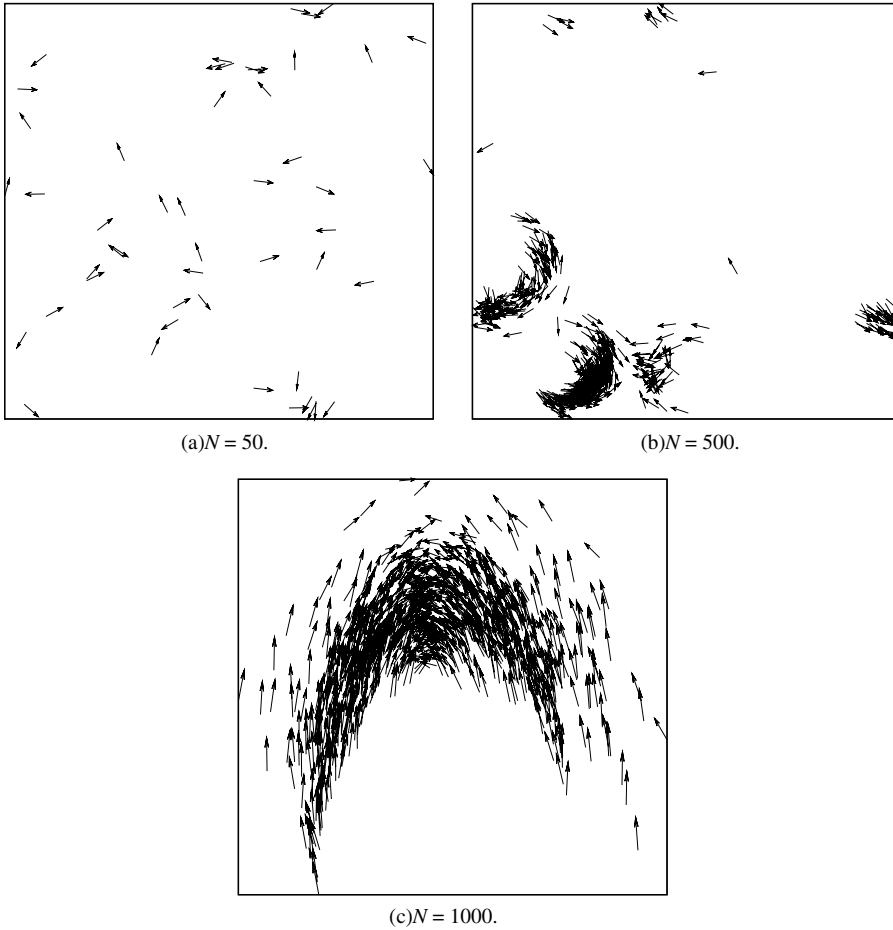 (a)N = 50.
(b)N = 500.
(c)N = 1000.